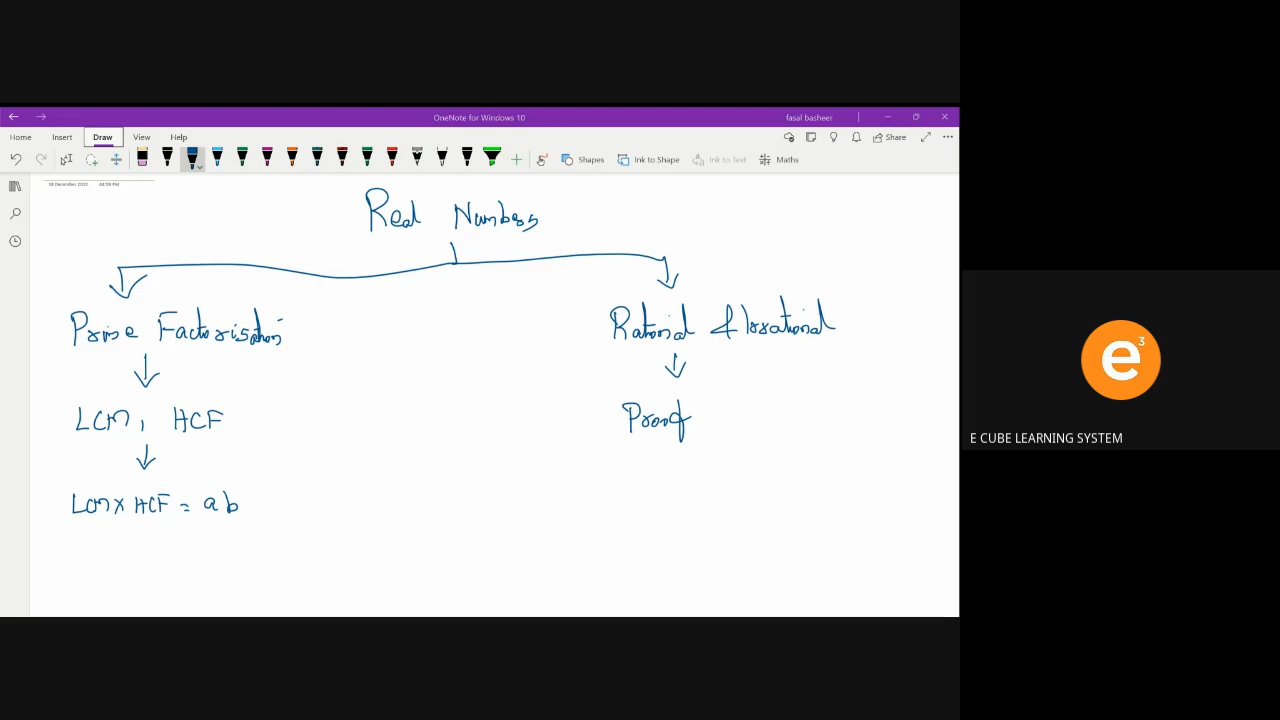 OneNote for Windows 10
fasal basheer
Home Insert Draw View Help
Share
Shapes Ink to Shape Ink to Text Maths
Real Numbers
Prime Factorisation
Rational & Irrational
LCM, HCF
Proof
LCM x HCF = ab
e3
E CUBE LEARNING SYSTEM